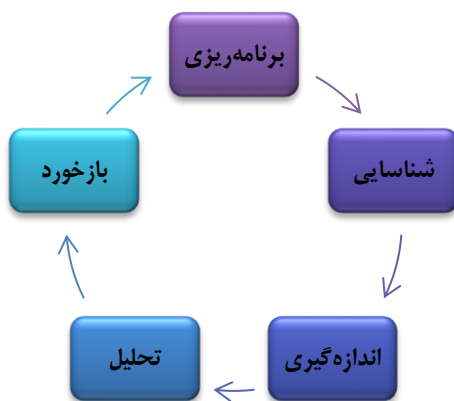 برنامه‌ریزی
شناسایی
اندازه‌گیری
تحلیل
بازخورد